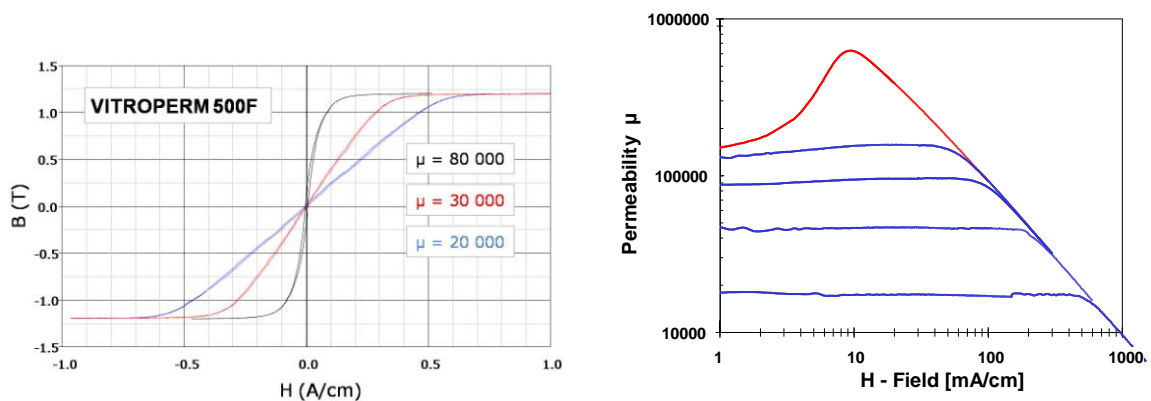 1.5
1.0
0.5
0.0
-0.5
-1.0
-1.5
B (T)
VITROPERM 500F
µ = 80 000
µ = 30 000
µ = 20 000
-1.0 -0.5 0.0 0.5 1.0
H (A/cm)
1000000
100000
10000
Permeability µ
1 10 100 1000
H - Field [mA/cm]